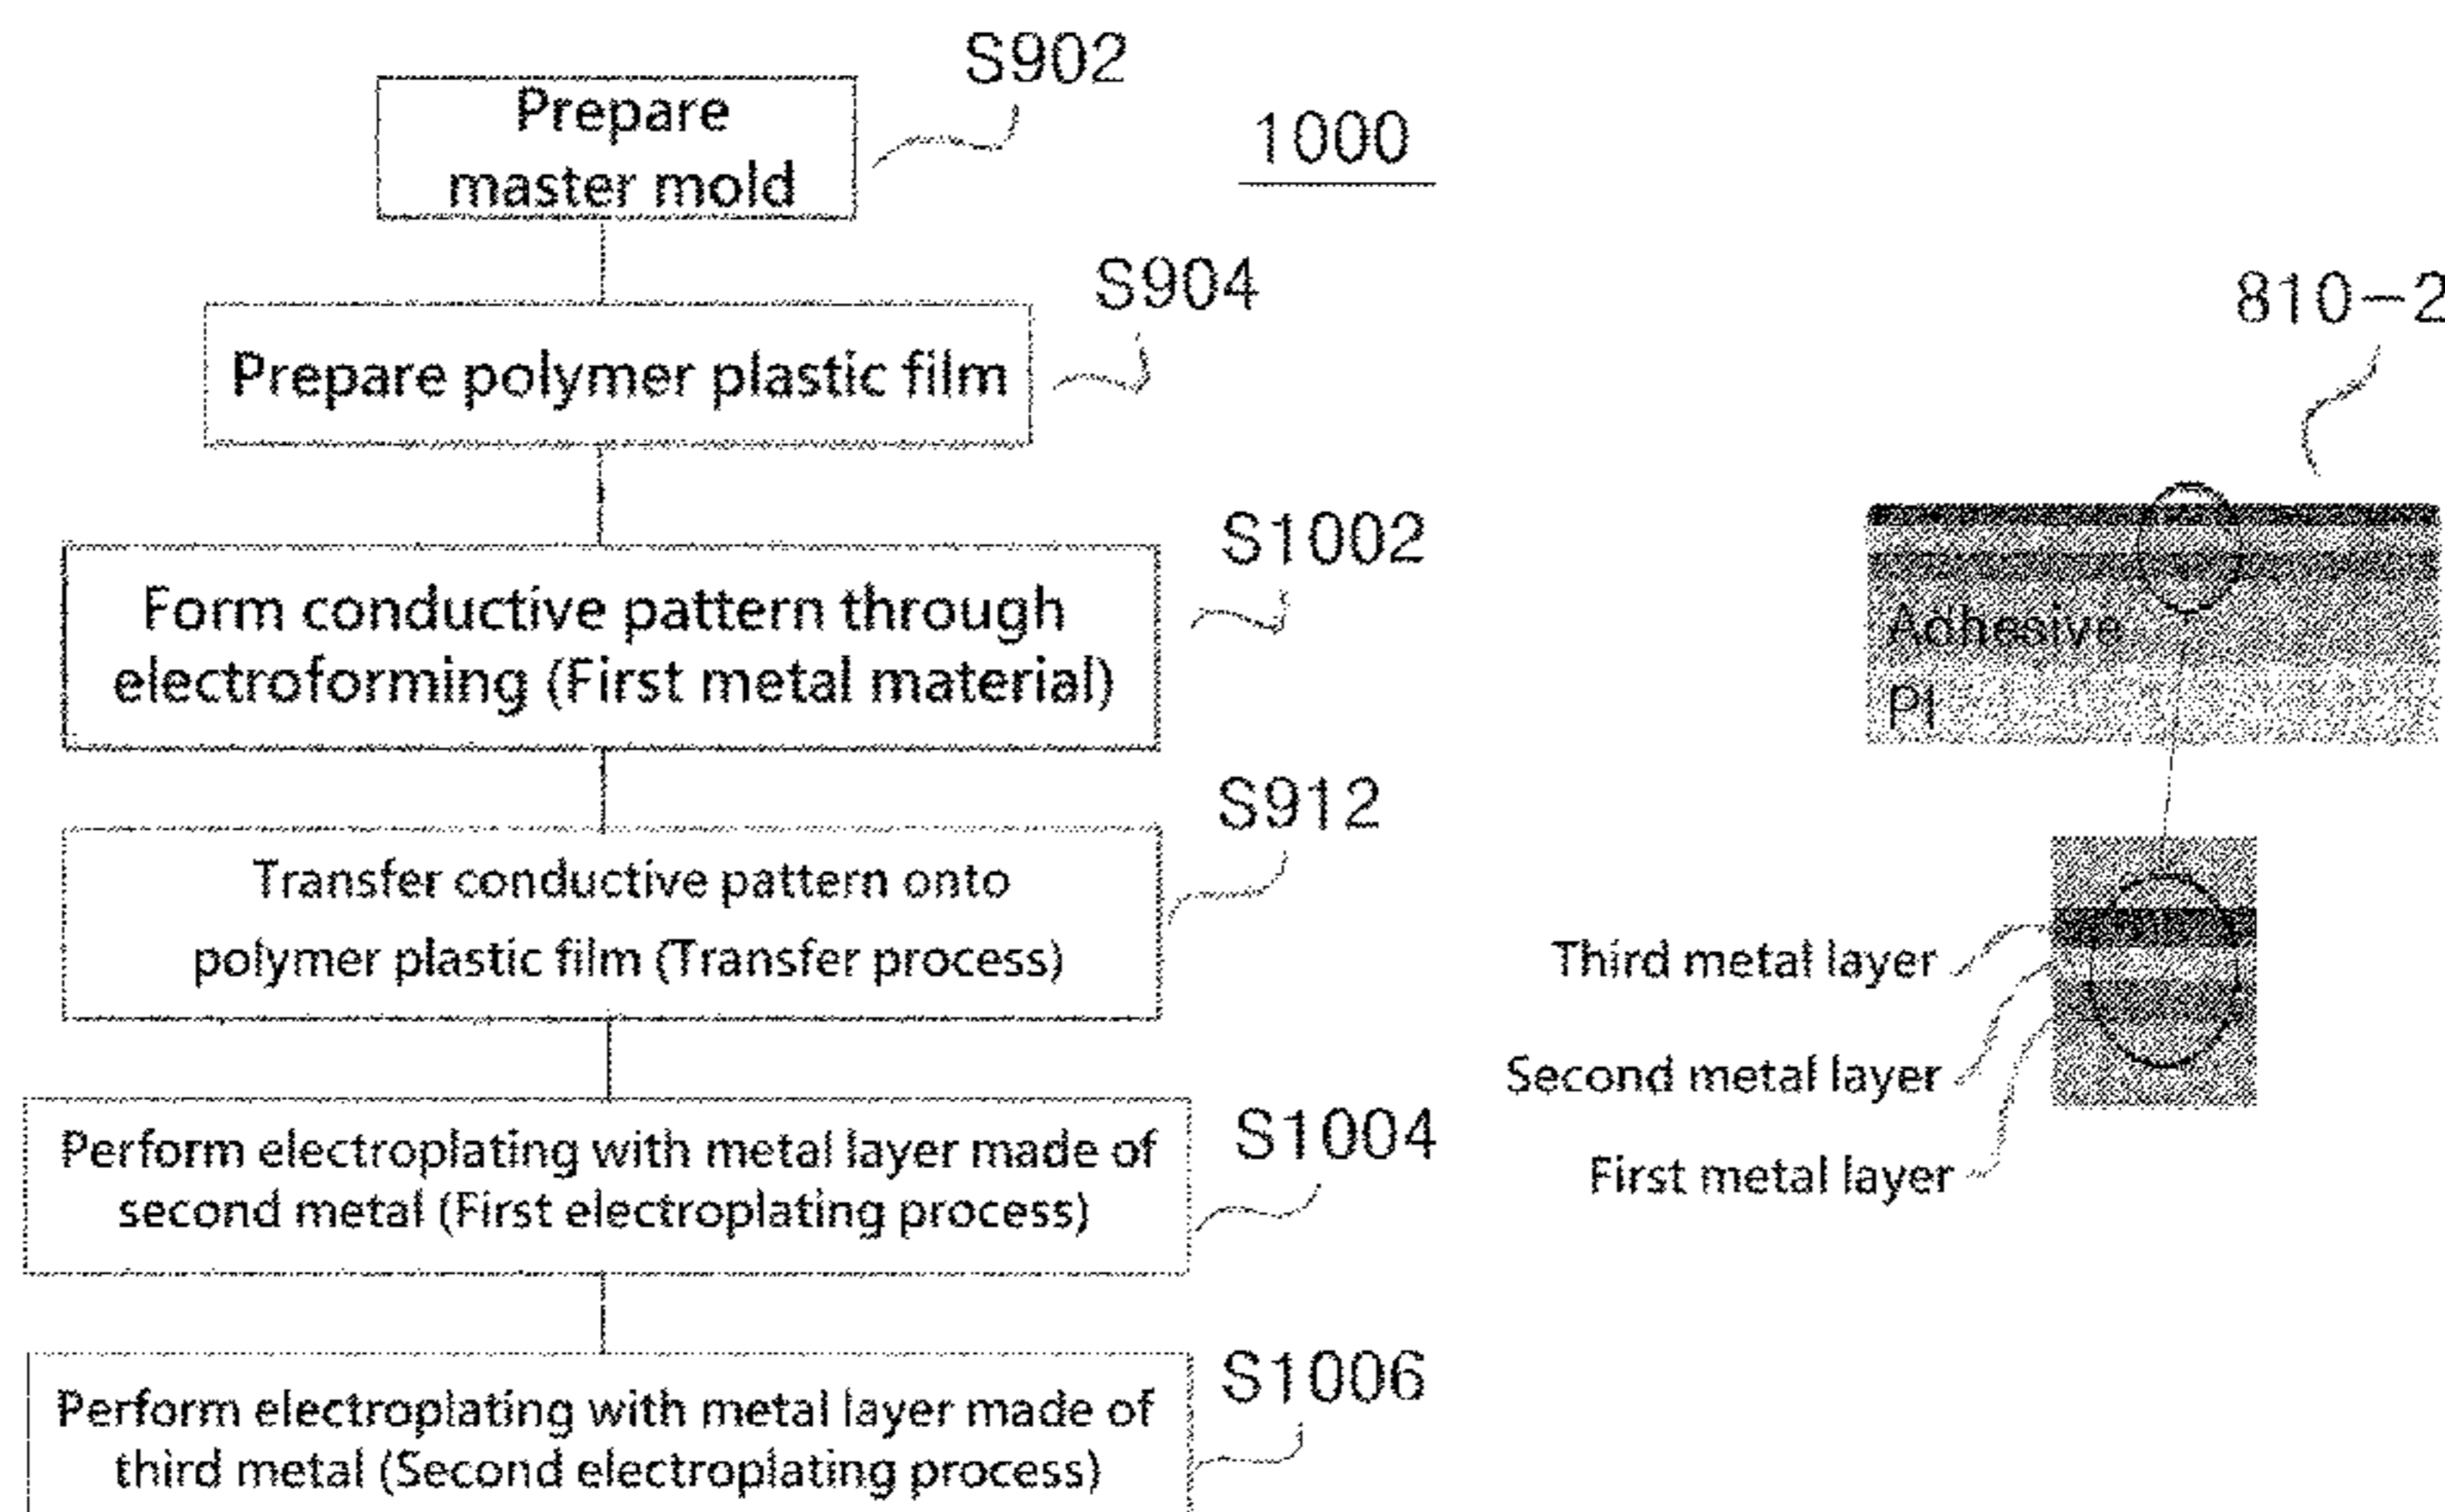 S902
Prepare
master mold
1000
S904
Prepare polymer plastic film
S1002
Form conductive pattern through
electroforming (First metal material)
S912
Transfer conductive pattern onto
polymer plastic film (Transfer process)
S1004
Perform electroplating with metal layer made of
second metal (First electroplating process)
S1006
Perform electroplating with metal layer made of
third metal (Second electroplating process)
810-2
Adhesive
PI
Third metal layer
Second metal layer
First metal layer